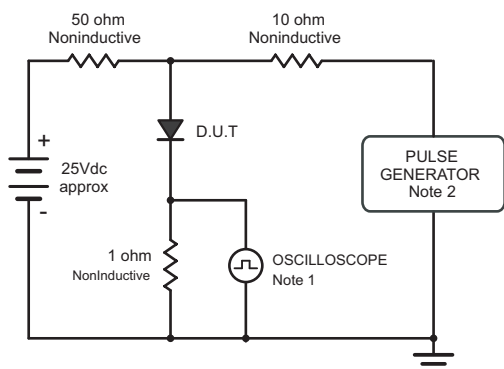 50 ohm
Noninductive
10 ohm
Noninductive
+
D.U.T
25Vdc
approx
-
PULSE
GENERATOR
Note 2
1 ohm
NonInductive
OSCILLOSCOPE
Note 1